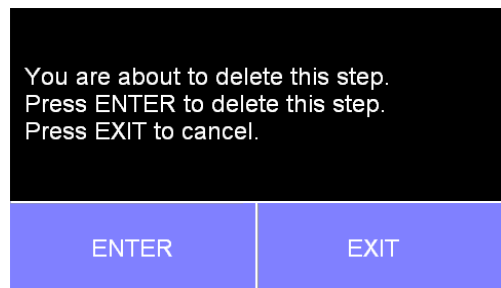 You are about to delete this step.
Press ENTER to delete this step.
Press EXIT to cancel.
ENTER
EXIT